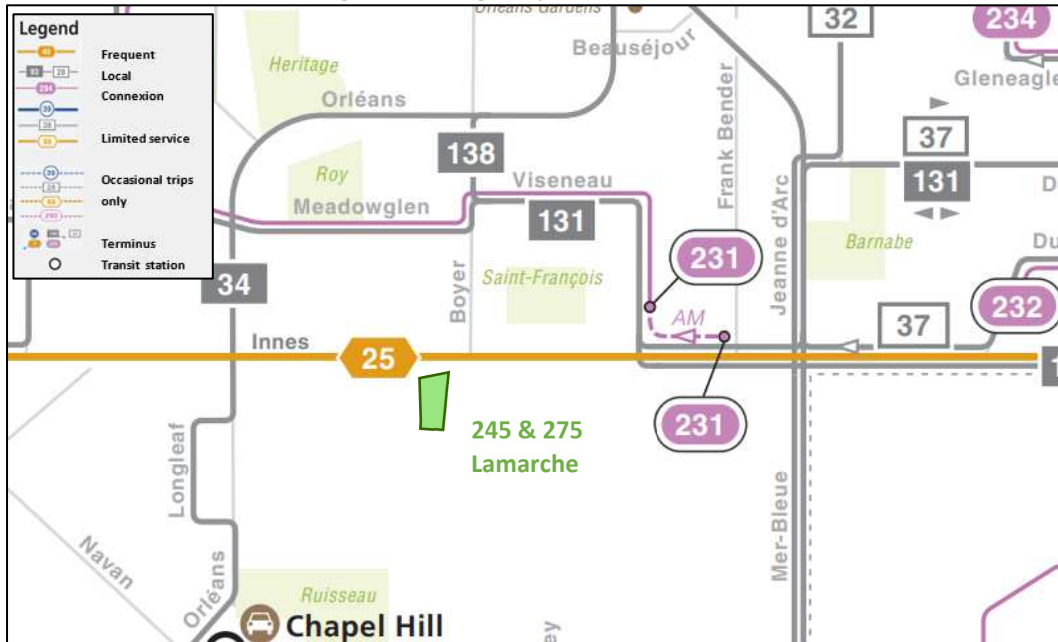 Legend
Frequent
Local
Connexion
Limited service
Occasional trips
only
Terminus
Transit station
Orléans Gardens
Beauséjour
32
234
Gleneagle
Heritage
Orléans
138
Frank Bender
37
131
Roy
Meadowglen
Viseneau
131
Jeanne d'Arc
Barnabe
Du
231
Saint-François
Boyer
34
AM
232
37
Innes
25
231
245 & 275
Lamarche
Longleaf
Mer-Bleue
Navan
Orléans
Ruisseau
Chapel Hill